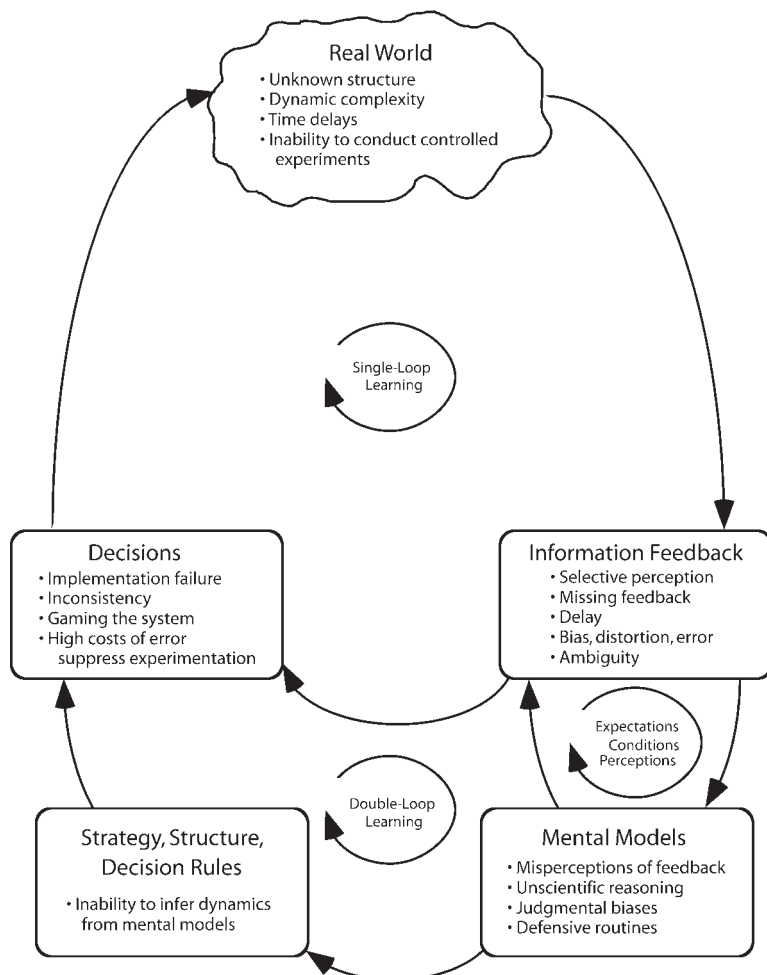 Real World
• Unknown structure
• Dynamic complexity
• Time delays
• Inability to conduct controlled
experiments
Single-Loop
Learning
Decisions
• Implementation failure
• Inconsistency
• Gaming the system
• High costs of error
suppress experimentation
Information Feedback
• Selective perception
• Missing feedback
• Delay
• Bias, distortion, error
• Ambiguity
Expectations
Conditions
Perceptions
Double-Loop
Learning
Strategy, Structure,
Decision Rules
• Inability to infer dynamics
from mental models
Mental Models
• Misperceptions of feedback
• Unscientific reasoning
• Judgmental biases
• Defensive routines